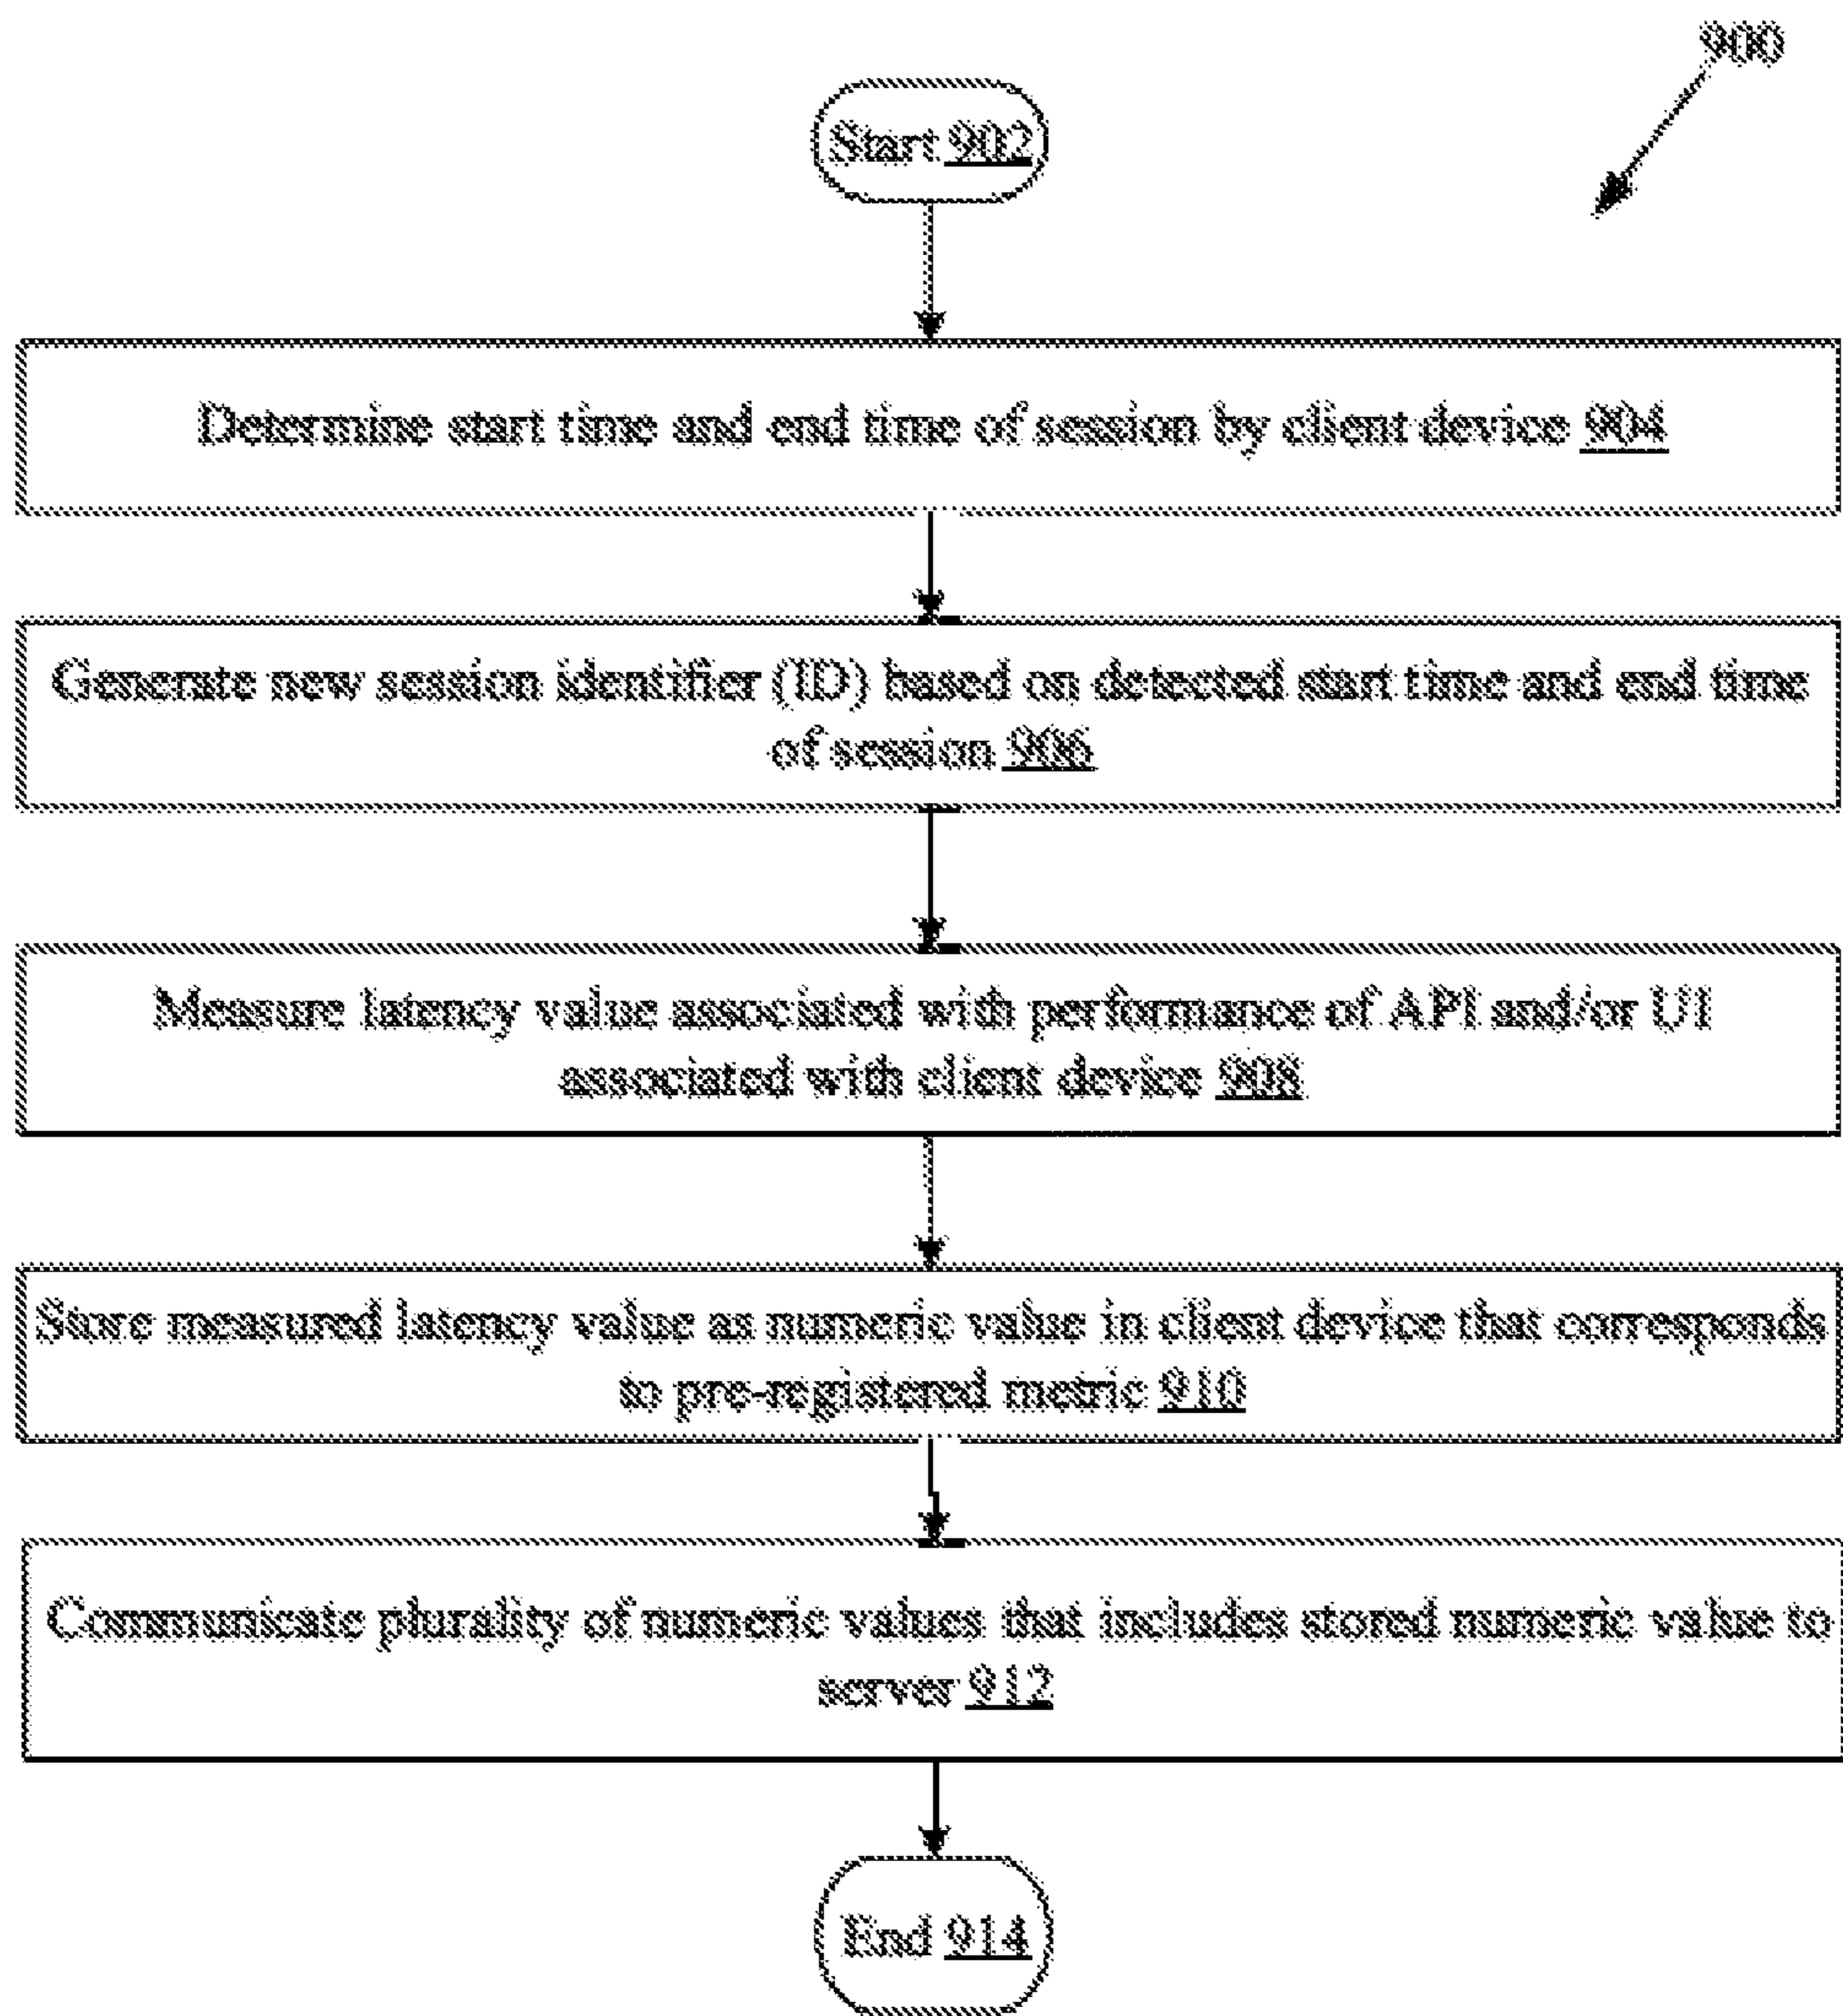 900
Start 902
Determine start time and end time of session by client device 904
Generate new session identifier (ID) based on detected start time and end time
of session 906
Measure latency value associated with performance of API and/or UI
associated with client device 908
Store measured latency value as numeric value in client device that corresponds
to pre-registered metric 910
Communicate plurality of numeric values that includes stored numeric value to
server 912
End 914